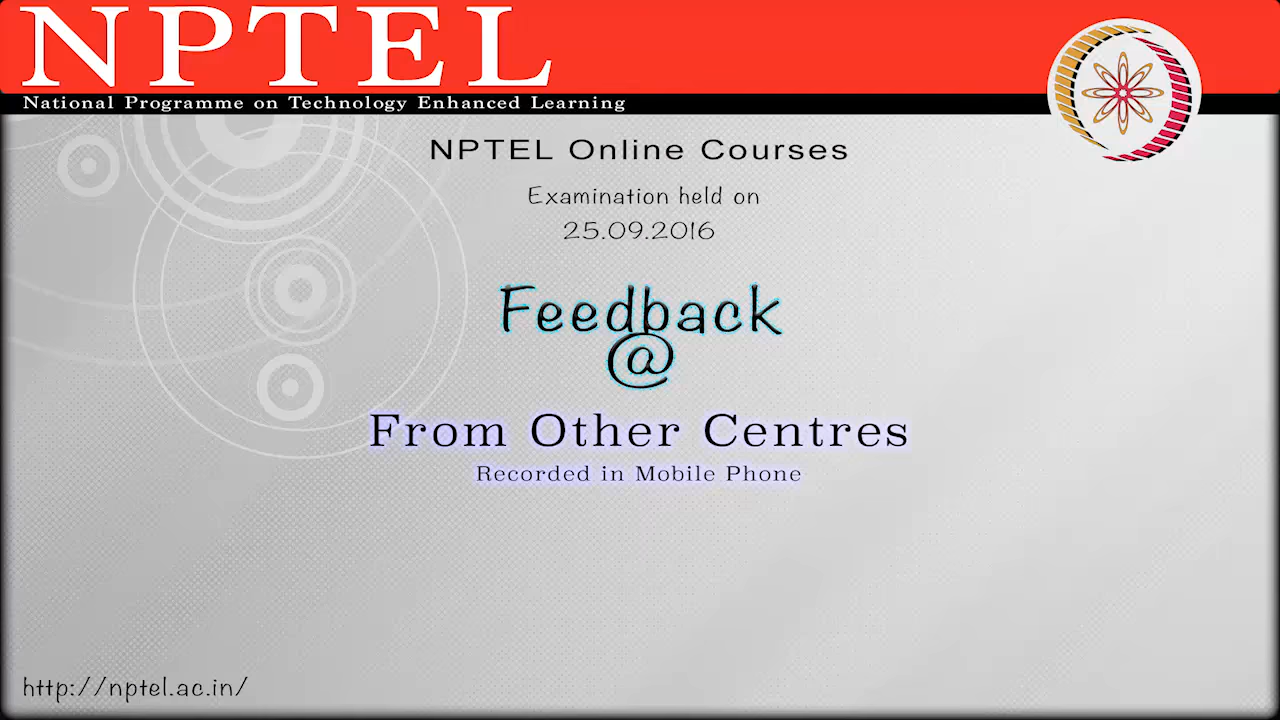 NPTEL
National Programme on Technology Enhanced Learning
NPTEL Online Courses
Examination held on
25.09.2016
Feedback
@
From Other Centres
Recorded in Mobile Phone
http://nptel.ac.in/